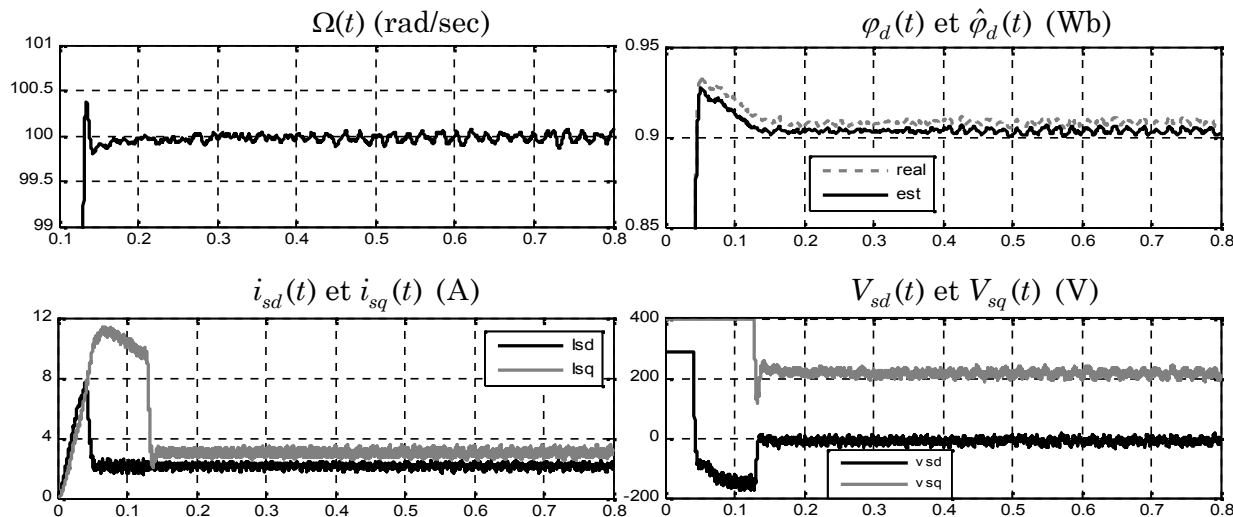 Ω(t) (rad/sec)
101
100.5
100
99.5
99
0.1 0.2 0.3 0.4 0.5 0.6 0.7 0.8
φ_d(t) et φ̂_d(t) (Wb)
0.95
0.9
0.85
real
est
0 0.1 0.2 0.3 0.4 0.5 0.6 0.7 0.8
i_sd(t) et i_sq(t) (A)
12
8
4
0
Isd
Isq
0 0.1 0.2 0.3 0.4 0.5 0.6 0.7 0.8
V_sd(t) et V_sq(t) (V)
400
200
0
-200
vsd
vsq
0 0.1 0.2 0.3 0.4 0.5 0.6 0.7 0.8